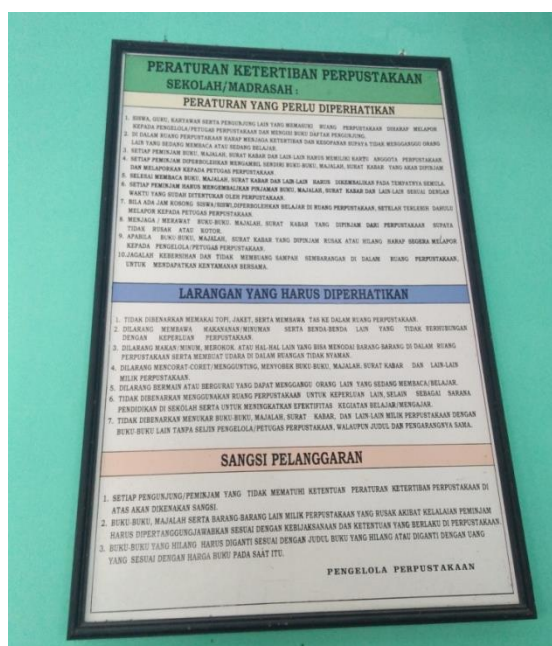 PERATURAN KETERTIBAN PERPUSTAKAAN
SEKOLAH/MADRASAH :
PERATURAN YANG PERLU DIPERHATIKAN
1. SISWA, GURU, KARYAWAN SERTA PENGUNJUNG LAIN YANG MEMASUKI RUANG PERPUSTAKAAN DIHARAP MELAPOR
KEPADA PENGELOLA/PETUGAS PERPUSTAKAAN DAN MENGISI BUKU DAFTAR PENGUNJUNG.
2. DI DALAM RUANG PERPUSTAKAAN HARAP MENJAGA KETERTIBAN DAN KESOPANAN SUPAYA TIDAK MENGGANGU ORANG
LAIN YANG SEDANG MEMBACA ATAU SEDANG BELAJAR.
3. SETIAP PEMINJAM BUKU, MAJALAH, SURAT KABAR DAN LAIN LAIN HARUS MEMILIKI KARTU ANGGOTA PERPUSTAKAAN.
4. SETIAP PEMINJAM DIPERBOLEHKAN MENGAMBIL SENDIRI BUKU-BUKU, MAJALAH, SURAT KABAR YANG AKAN DIPINJAM
DAN MELAPORKAN KEPADA PETUGAS PERPUSTAKAAN.
5. SELESAI MEMBACA BUKU, MAJALAH, SURAT KABAR DAN LAIN-LAIN HARUS DIKEMBALIKAN PADA TEMPATNYA SEMULA.
6. SETIAP PEMINJAM HARUS MENGEMBALIKAN PINJAMAN BUKU, MAJALAH, SURAT KABAR DAN LAIN-LAIN SESUAI DENGAN
WAKTU YANG SUDAH DITENTUKAN OLEH PERPUSTAKAAN.
7. BILA ADA JAM KOSONG SISWA/SISWI,DIPERBOLEHKAN BELAJAR DI RUANG PERPUSTAKAAN, SETELAH TERLEBIH DAHULU
MELAPOR KEPADA PETUGAS PERPUSTAKAAN.
8. MENJAGA / MERAWAT BUKU-BUKU, MAJALAH, SURAT KABAR YANG DIPINJAM DARI PERPUSTAKAAN SUPAYA
TIDAK RUSAK ATAU KOTOR.
9. APABILA BUKU-BUKU, MAJALAH, SURAT KABAR YANG DIPINJAM RUSAK ATAU HILANG HARAP SEGERA MELAPOR
KEPADA PENGELOLA/PETUGAS PERPUSTAKAAN.
10.JAGALAH KEBERSIHAN DAN TIDAK MEMBUANG SAMPAH SEMBARANGAN DI DALAM RUANG PERPUSTAKAAN,
UNTUK MENDAPATKAN KENYAMANAN BERSAMA.
LARANGAN YANG HARUS DIPERHATIKAN
1. TIDAK DIBENARKAN MEMAKAI TOPI, JAKET, SERTA MEMBAWA TAS KE DALAM RUANG PERPUSTAKAAN.
2. DILARANG MEMBAWA MAKANANAN/MINUMAN SERTA BENDA-BENDA LAIN YANG TIDAK BERHUBUNGAN
DENGAN KEPERLUAN PERPUSTAKAAN.
3. DILARANG MAKAN/MINUM, MEROKOK, ATAU HAL-HAL LAIN YANG BISA MENODAI BARANG-BARANG DI DALAM RUANG
PERPUSTAKAAN SERTA MEMBUAT UDARA DI DALAM RUANGAN TIDAK NYAMAN.
4. DILARANG MENCORAT-CORET/MENGGUNTING, MENYOBEK BUKU-BUKU, MAJALAH, SURAT KABAR DAN LAIN-LAIN
MILIK PERPUSTAKAAN.
5. DILARANG BERMAIN ATAU BERGURAU YANG DAPAT MENGGANGU ORANG LAIN YANG SEDANG MEMBACA/BELAJAR.
6. TIDAK DIBENARKAN MENGGUNAKAN RUANG PERPUSTAKAAN UNTUK KEPERLUAN LAIN, SELAIN SEBAGAI SARANA
PENDIDIKAN DI SEKOLAH SERTA UNTUK MENINGKATKAN EFEKTIFITAS KEGIATAN BELAJAR/MENGAJAR.
7. TIDAK DIBENARKAN MENUKAR BUKU-BUKU, MAJALAH, SURAT KABAR, DAN LAIN-LAIN MILIK PERPUSTAKAAN DENGAN
BUKU-BUKU LAIN TANPA SEIJIN PENGELOLA/PETUGAS PERPUSTAKAAN, WALAUPUN JUDUL DAN PENGARANGNYA SAMA.
SANGSI PELANGGARAN
1. SETIAP PENGUNJUNG/PEMINJAM YANG TIDAK MEMATUHI KETENTUAN PERATURAN KETERTIBAN PERPUSTAKAAN DI
ATAS AKAN DIKENAKAN SANGSI.
2. BUKU-BUKU, MAJALAH SERTA BARANG-BARANG LAIN MILIK PERPUSTAKAAN YANG RUSAK AKIBAT KELALAIAN PEMINJAM
HARUS DIPERTANGGUNGJAWABKAN SESUAI DENGAN KEBIJAKSANAAN DAN KETENTUAN YANG BERLAKU DI PERPUSTAKAAN.
3. BUKU-BUKU YANG HILANG HARUS DIGANTI SESUAI DENGAN JUDUL BUKU YANG HILANG ATAU DIGANTI DENGAN UANG
YANG SESUAI DENGAN HARGA BUKU PADA SAAT ITU.
PENGELOLA PERPUSTAKAAN